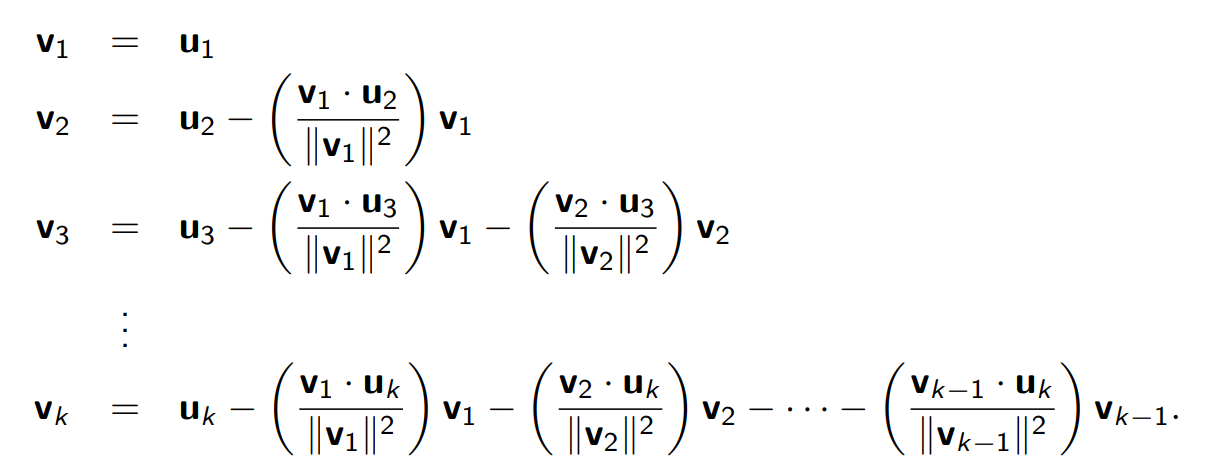 v₁ = u₁
v₂ = u₂ − (v₁ · u₂ / ‖v₁‖²) v₁
v₃ = u₃ − (v₁ · u₃ / ‖v₁‖²) v₁ − (v₂ · u₃ / ‖v₂‖²) v₂
⋮
vₖ = uₖ − (v₁ · uₖ / ‖v₁‖²) v₁ − (v₂ · uₖ / ‖v₂‖²) v₂ − ··· − (vₖ₋₁ · uₖ / ‖vₖ₋₁‖²) vₖ₋₁.